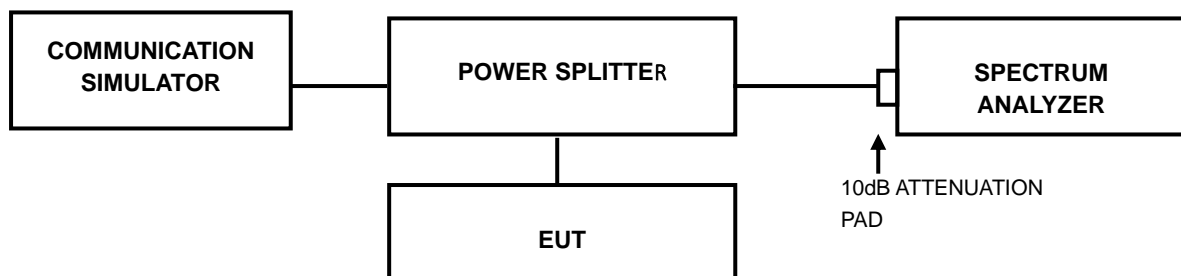 COMMUNICATION
SIMULATOR
POWER SPLITTER
SPECTRUM
ANALYZER
10dB ATTENUATION
PAD
EUT